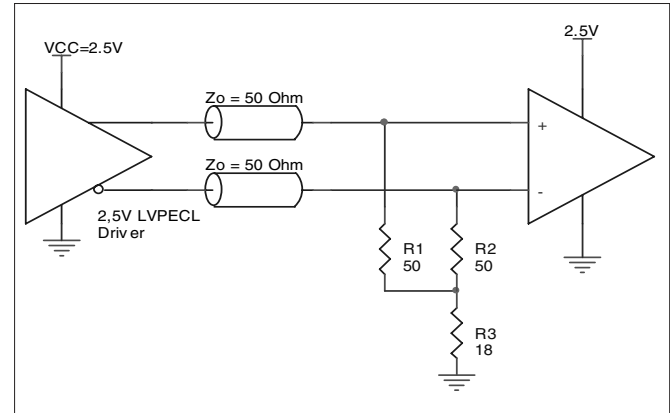 VCC=2.5V
2.5V
Zo = 50 Ohm
+
Zo = 50 Ohm
-
2,5V LVPECL
Driver
R1
50
R2
50
R3
18